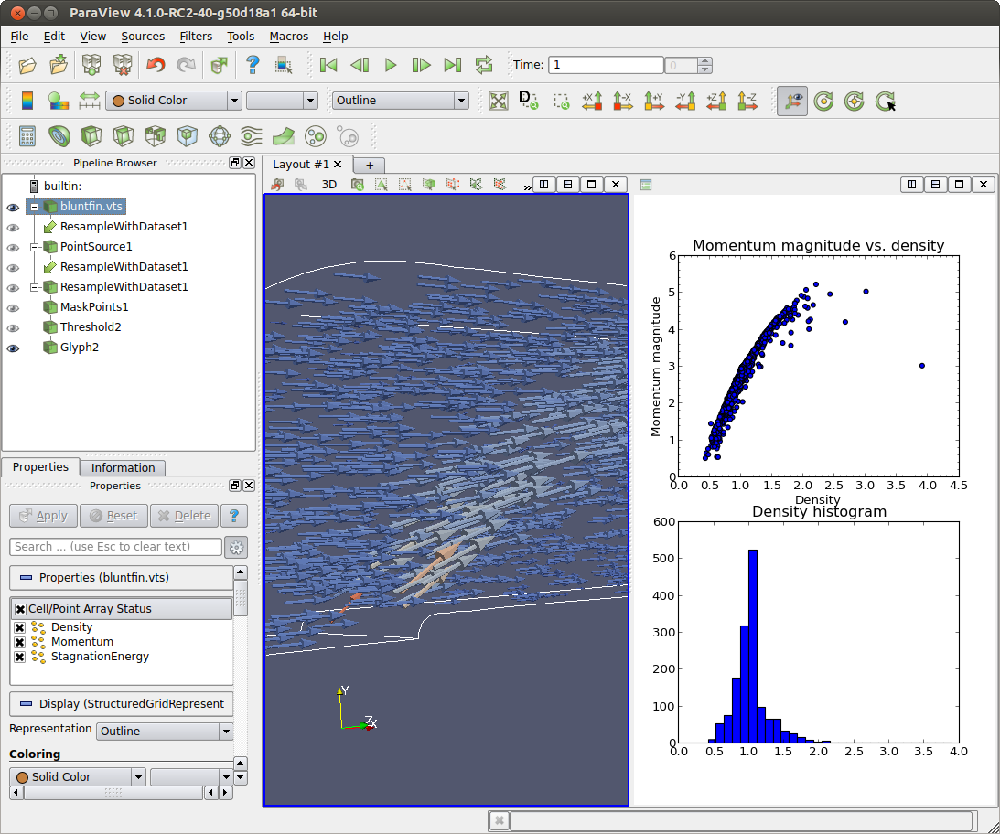 ParaView 4.1.0-RC2-40-g50d18a1 64-bit
File Edit View Sources Filters Tools Macros Help
Time: 1 0
Solid Color Outline D +X -X +Y -Y +Z -Z
Pipeline Browser
builtin:
bluntfin.vts
ResampleWithDataset1
PointSource1
ResampleWithDataset1
ResampleWithDataset1
MaskPoints1
Threshold2
Glyph2
Properties Information
Properties
Apply Reset Delete ?
Search ... (use Esc to clear text)
Properties (bluntfin.vts)
Cell/Point Array Status
Density
Momentum
StagnationEnergy
Display (StructuredGridRepresent
Representation Outline
Coloring
Solid Color
Layout #1 +
3D »
Y
Z
X
Momentum magnitude vs. density
Momentum magnitude
6
5
4
3
2
1
0
0.0 0.5 1.0 1.5 2.0 2.5 3.0 3.5 4.0 4.5
Density
Density histogram
600
500
400
300
200
100
0
0.0 0.5 1.0 1.5 2.0 2.5 3.0 3.5 4.0